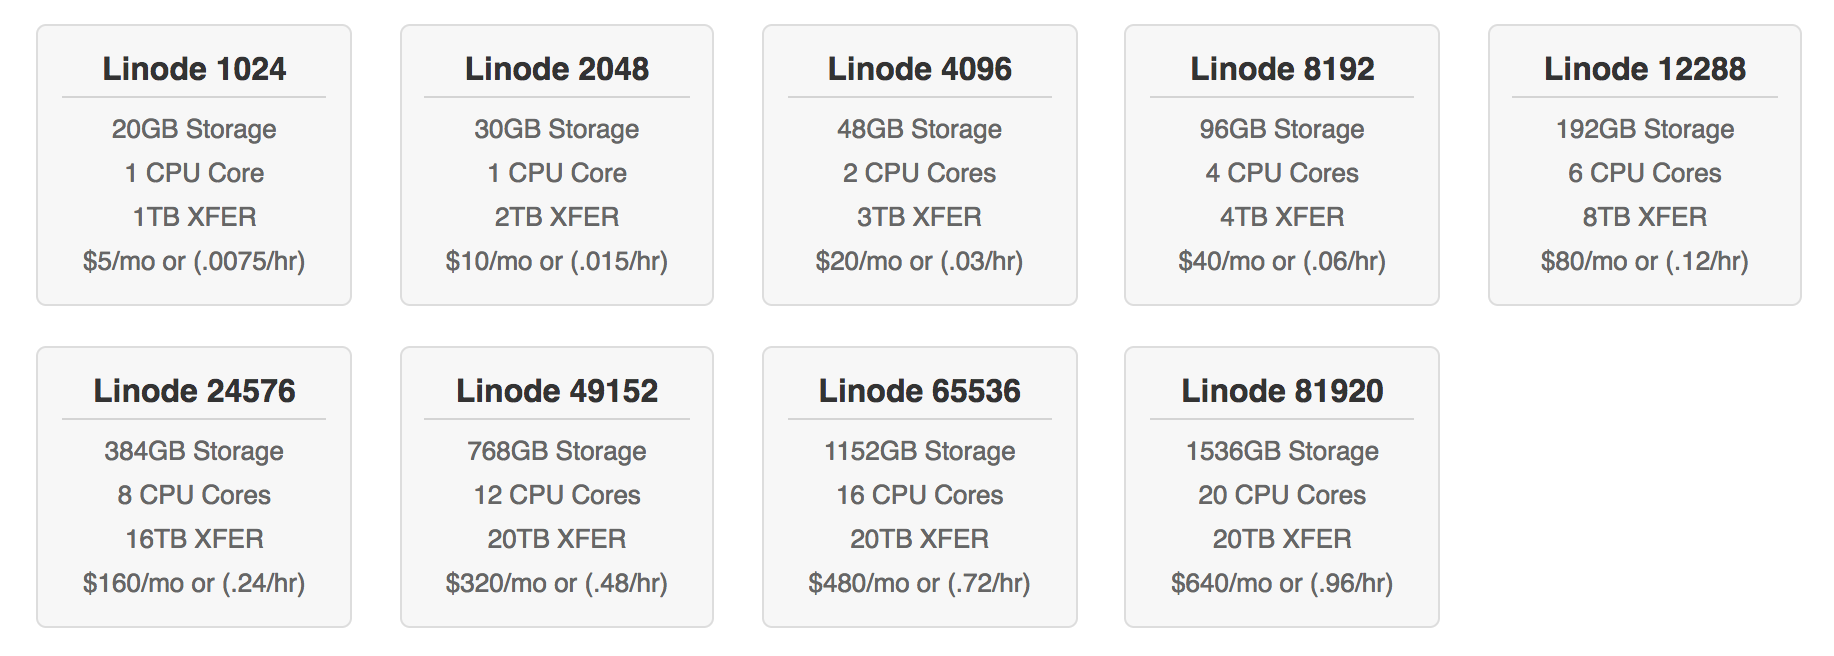 Linode 1024
20GB Storage
1 CPU Core
1TB XFER
$5/mo or (.0075/hr)
Linode 2048
30GB Storage
1 CPU Core
2TB XFER
$10/mo or (.015/hr)
Linode 4096
48GB Storage
2 CPU Cores
3TB XFER
$20/mo or (.03/hr)
Linode 8192
96GB Storage
4 CPU Cores
4TB XFER
$40/mo or (.06/hr)
Linode 12288
192GB Storage
6 CPU Cores
8TB XFER
$80/mo or (.12/hr)
Linode 24576
384GB Storage
8 CPU Cores
16TB XFER
$160/mo or (.24/hr)
Linode 49152
768GB Storage
12 CPU Cores
20TB XFER
$320/mo or (.48/hr)
Linode 65536
1152GB Storage
16 CPU Cores
20TB XFER
$480/mo or (.72/hr)
Linode 81920
1536GB Storage
20 CPU Cores
20TB XFER
$640/mo or (.96/hr)